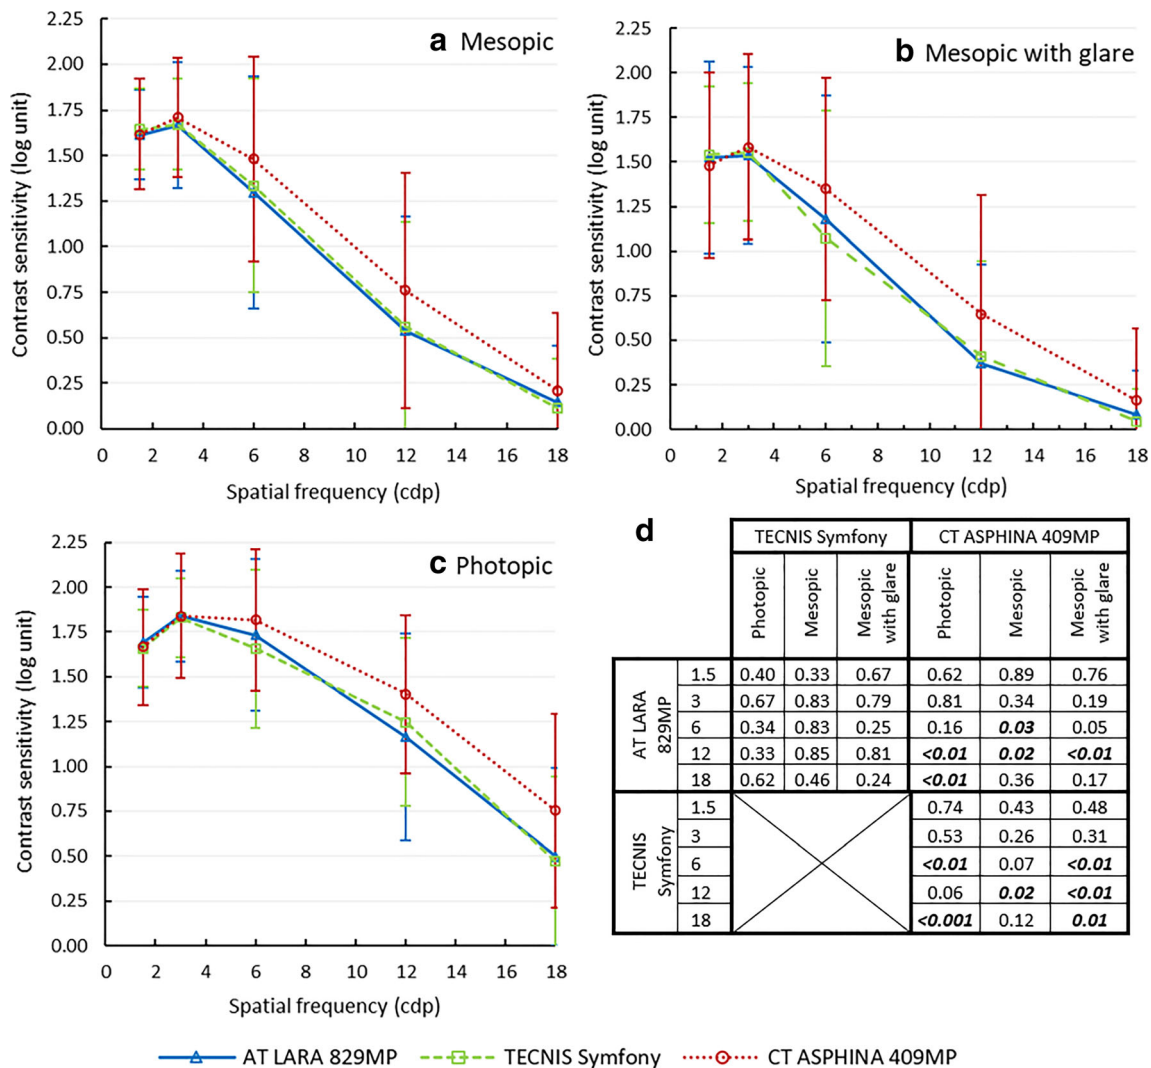 a Mesopic
2.25
2.00
1.75
1.50
1.25
1.00
0.75
0.50
0.25
0.00
0 2 4 6 8 10 12 14 16 18
Contrast sensitivity (log unit)
Spatial frequency (cdp)
b Mesopic with glare
2.25
2.00
1.75
1.50
1.25
1.00
0.75
0.50
0.25
0.00
0 2 4 6 8 10 12 14 16 18
Contrast sensitivity (log unit)
Spatial frequency (cdp)
c Photopic
2.25
2.00
1.75
1.50
1.25
1.00
0.75
0.50
0.25
0.00
0 2 4 6 8 10 12 14 16 18
Contrast sensitivity (log unit)
Spatial frequency (cdp)
d
TECNIS Symfony CT ASPHINA 409MP
Photopic Mesopic Mesopic with glare Photopic Mesopic Mesopic with glare
AT LARA 829MP
1.5 0.40 0.33 0.67 0.62 0.89 0.76
3 0.67 0.83 0.79 0.81 0.34 0.19
6 0.34 0.83 0.25 0.16 0.03 0.05
12 0.33 0.85 0.81 <0.01 0.02 <0.01
18 0.62 0.46 0.24 <0.01 0.36 0.17
TECNIS Symfony
1.5 0.74 0.43 0.48
3 0.53 0.26 0.31
6 <0.01 0.07 <0.01
12 0.06 0.02 <0.01
18 <0.001 0.12 0.01
AT LARA 829MP TECNIS Symfony CT ASPHINA 409MP